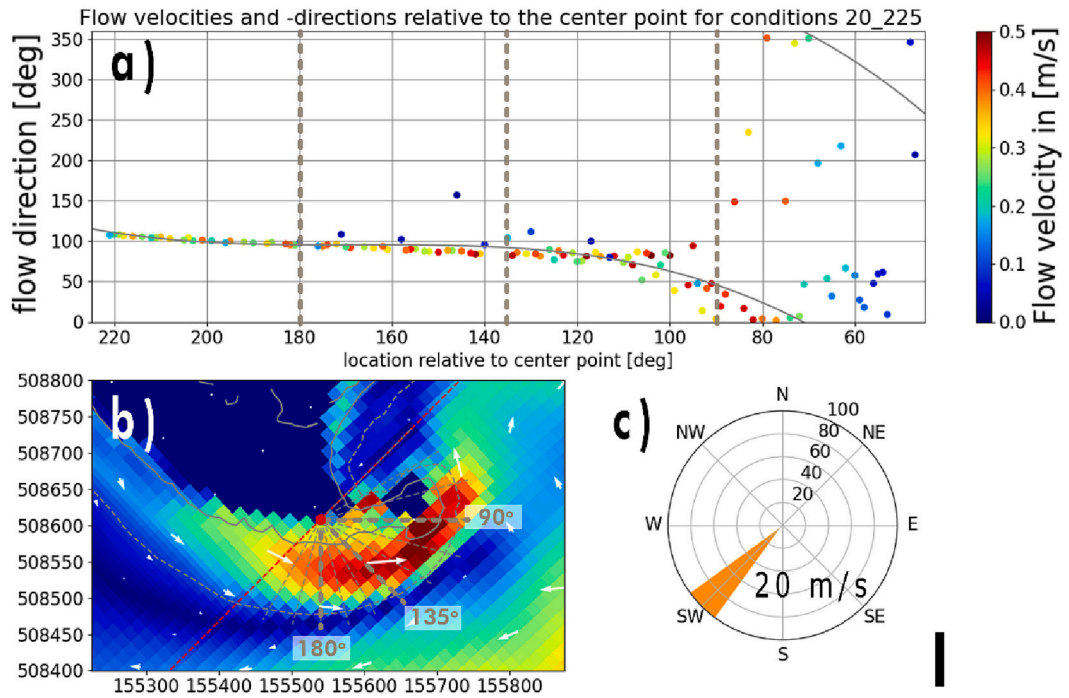 Flow velocities and -directions relative to the center point for conditions 20_225
a)
flow direction [deg]
350
300
250
200
150
100
50
0
220 200 180 160 140 120 100 80 60
location relative to center point [deg]
0.5
0.4
0.3
0.2
0.1
0.0
Flow velocity in [m/s]
b)
508800
508750
508700
508650
508600
508550
508500
508450
508400
155300 155400 155500 155600 155700 155800
90°
135°
180°
c)
N
NE
E
SE
S
SW
W
NW
100
80
60
40
20
20 m/s